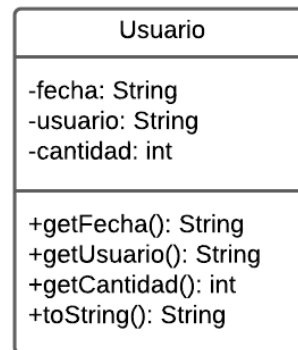 Usuario
-fecha: String
-usuario: String
-cantidad: int
+getFecha(): String
+getUsuario(): String
+getCantidad(): int
+toString(): String